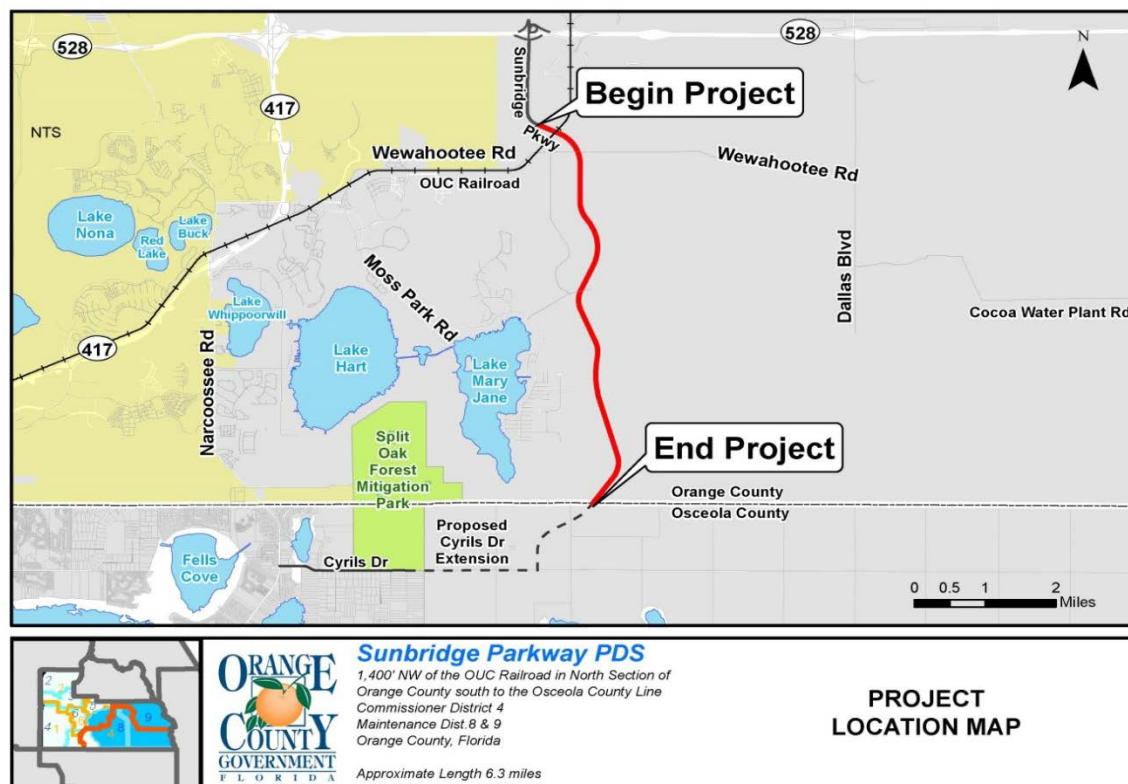 528
528
N
Sunbridge
Pkwy
Begin Project
417
NTS
Wewahootee Rd
OUC Railroad
Wewahootee Rd
Lake
Nona
Red
Lake
Lake
Buck
Moss Park Rd
Dallas Blvd
Lake
Whippoorwill
Cocoa Water Plant Rd
417
Narcoossee Rd
Lake
Hart
Lake
Mary
Jane
Split
Oak
Forest
Mitigation
Park
End Project
Orange County
Osceola County
Proposed
Cyrils Dr
Extension
Fells
Cove
Cyrils Dr
0 0.5 1 2
Miles
2
9
4
1
8
ORANGE
COUNTY
GOVERNMENT
FLORIDA
Sunbridge Parkway PDS
1,400' NW of the OUC Railroad in North Section of
Orange County south to the Osceola County Line
Commissioner District 4
Maintenance Dist.8 & 9
Orange County, Florida
Approximate Length 6.3 miles
PROJECT
LOCATION MAP